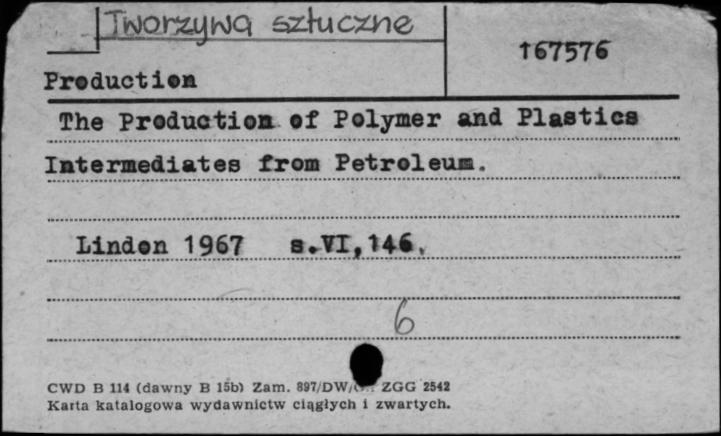 Tworzywa sztuczne
167576
Production
The Production of Polymer and Plastics
Intermediates from Petroleum.
Lindon 1967 s.VI,146.
6
CWD B 114 (dawny B 15b) Zam. 897/DW/ ZGG 2542
Karta katalogowa wydawnictw ciągłych i zwartych.